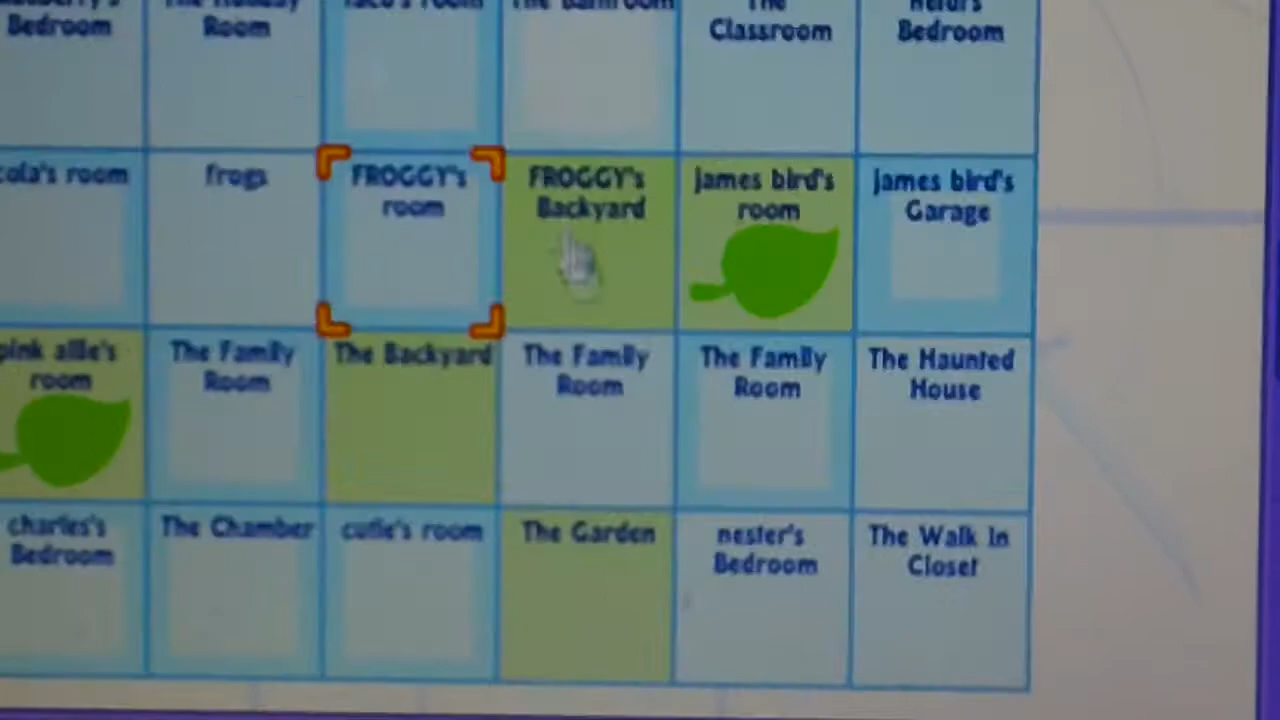 Bedroom
Room
Classroom
Bedroom
cola's room
frogs
FROGGY's
room
FROGGY's
Backyard
james bird's
room
james bird's
Garage
pink allie's
room
The Family
Room
The Backyard
The Family
Room
The Family
Room
The Haunted
House
charles's
Bedroom
The Chamber
cutie's room
The Garden
nester's
Bedroom
The Walk In
Closet